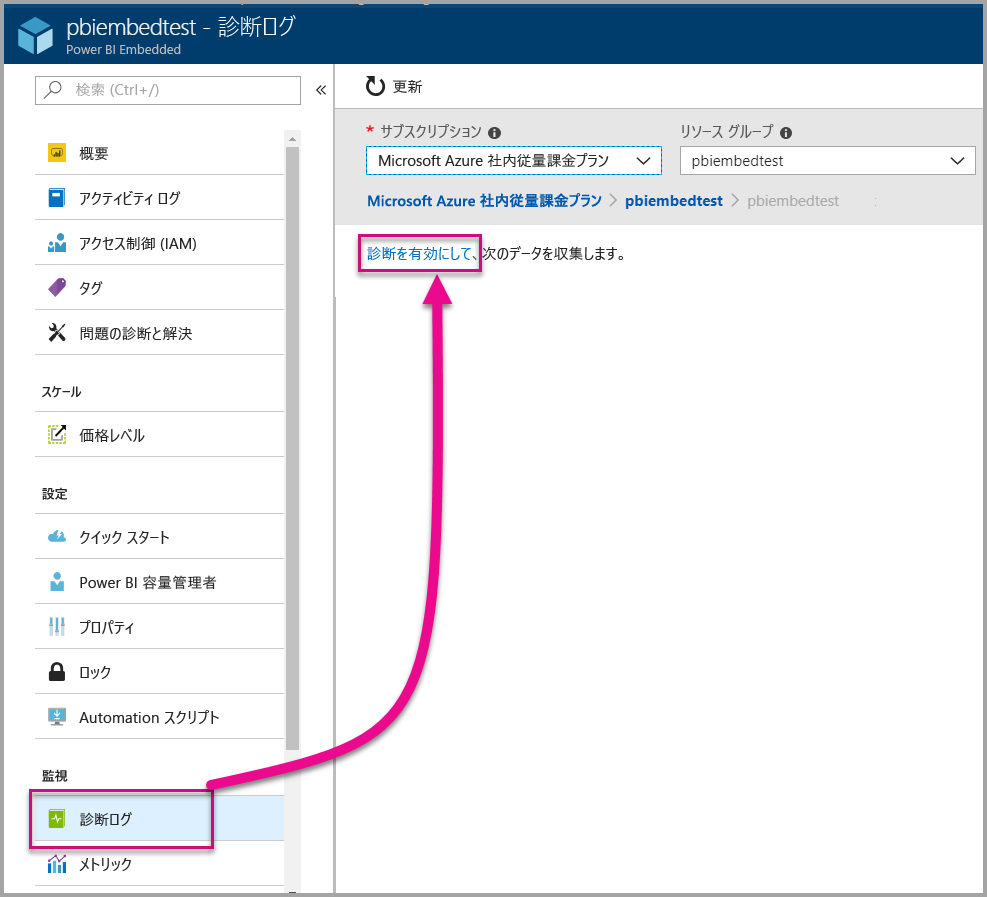 pbiembedtest - 診断ログ
Power BI Embedded
検索 (Ctrl+/)
«
概要
アクティビティ ログ
アクセス制御 (IAM)
タグ
問題の診断と解決
スケール
価格レベル
設定
クイック スタート
Power BI 容量管理者
プロパティ
ロック
Automation スクリプト
監視
診断ログ
メトリック
更新
* サブスクリプション
Microsoft Azure 社内従量課金プラン
リソース グループ
pbiembedtest
Microsoft Azure 社内従量課金プラン > pbiembedtest > pbiembedtest
診断を有効にして、次のデータを収集します。